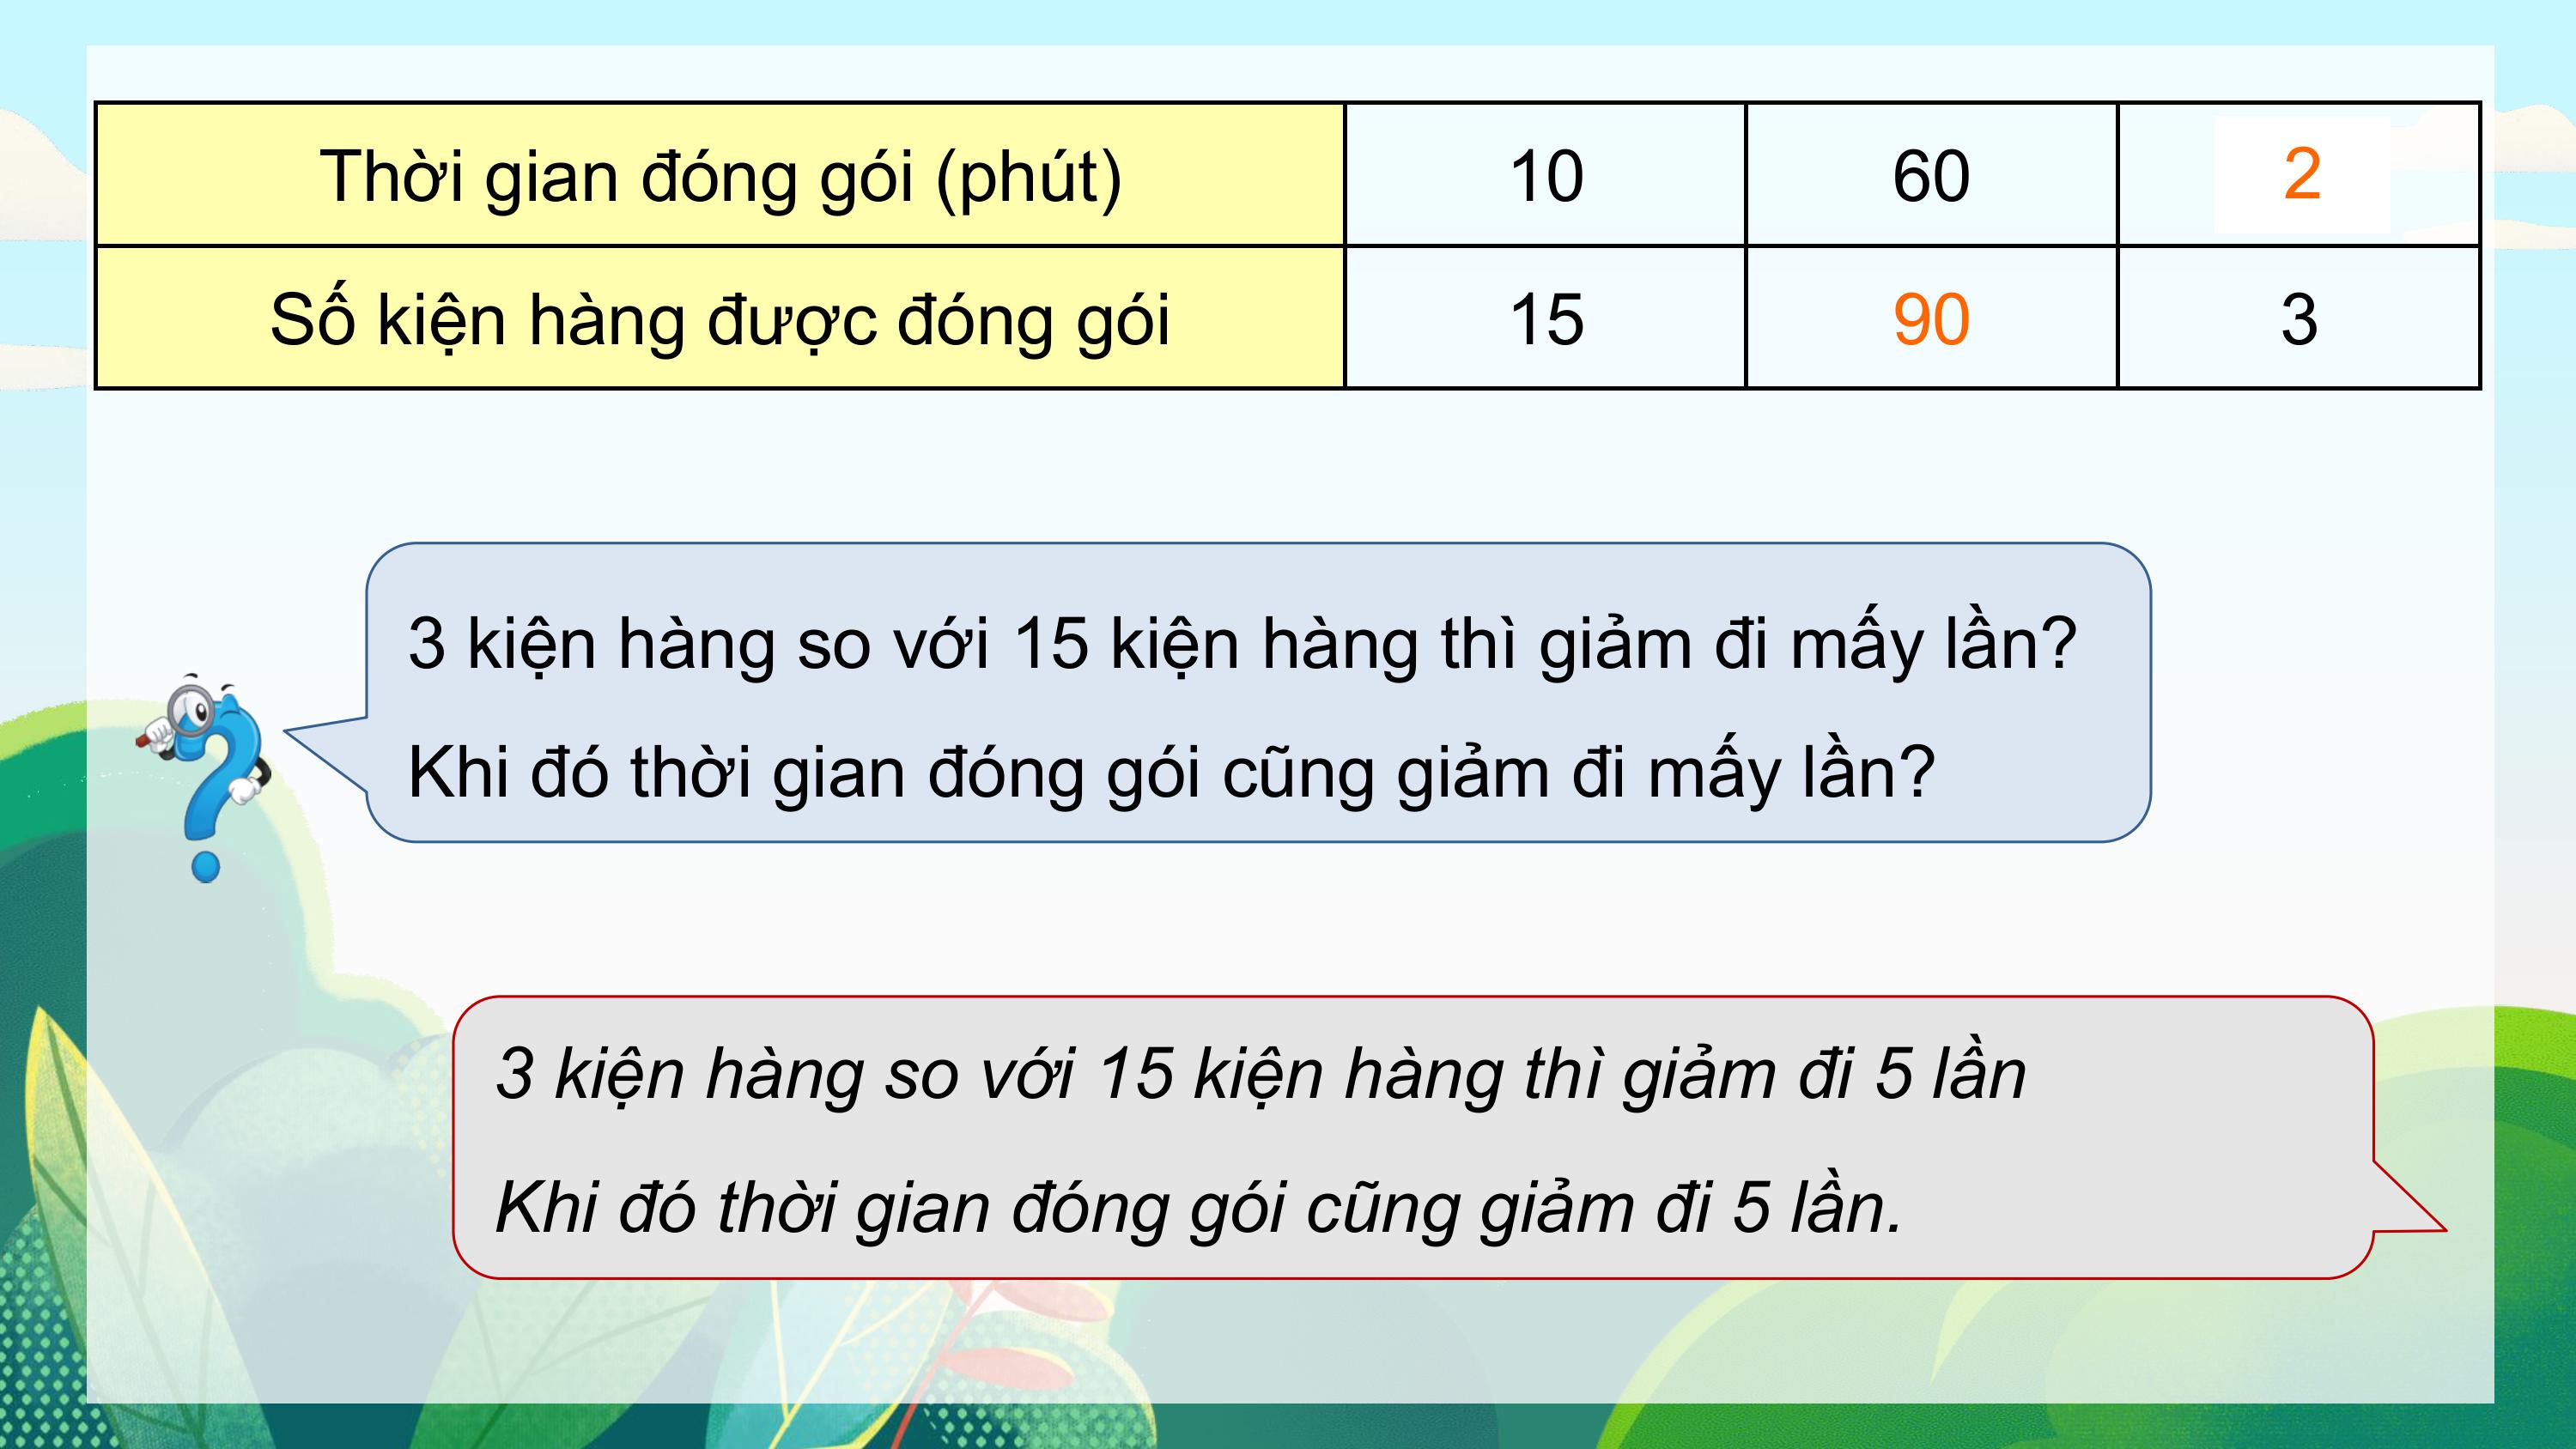 Thời gian đóng gói (phút) 10 60 2
Số kiện hàng được đóng gói 15 90 3
3 kiện hàng so với 15 kiện hàng thì giảm đi mấy lần?
Khi đó thời gian đóng gói cũng giảm đi mấy lần?
3 kiện hàng so với 15 kiện hàng thì giảm đi 5 lần
Khi đó thời gian đóng gói cũng giảm đi 5 lần.